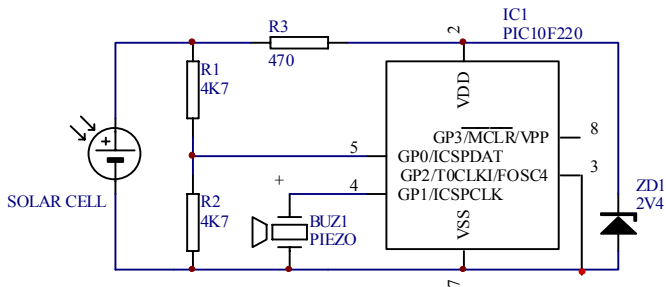 IC1
PIC10F220
R3
470
2
R1
4K7
VDD
GP3/MCLR/VPP
8
5
GP0/ICSPDAT
GP2/T0CLKI/FOSC4
3
+
4
GP1/ICSPCLK
+
SOLAR CELL
R2
4K7
BUZ1
PIEZO
VSS
ZD1
2V4
7